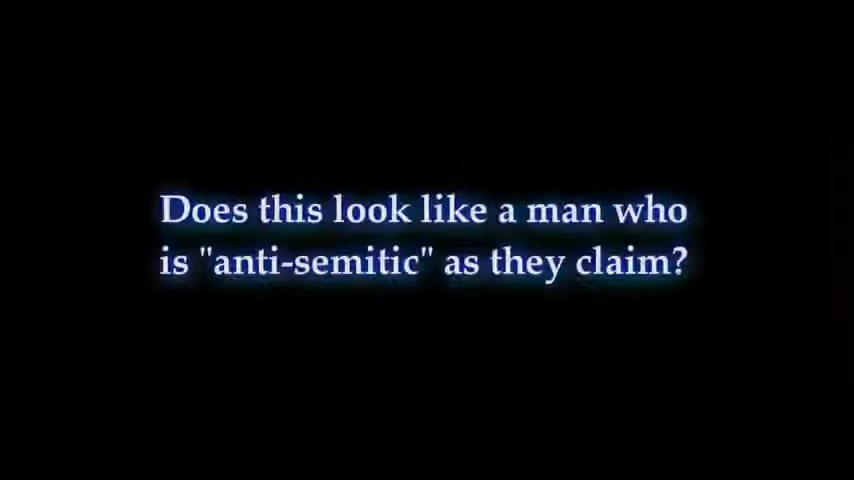 Does this look like a man who
is "anti-semitic" as they claim?